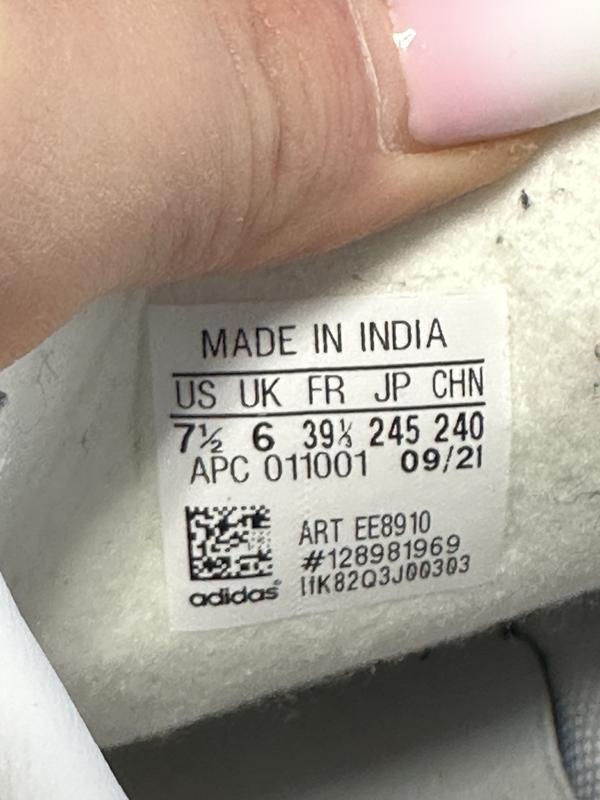 MADE IN INDIA
US UK FR JP CHN
7½ 6 39⅓ 245 240
APC 011001 09/21
ART EE8910
#128981969
IIK82Q3J00303
adidas